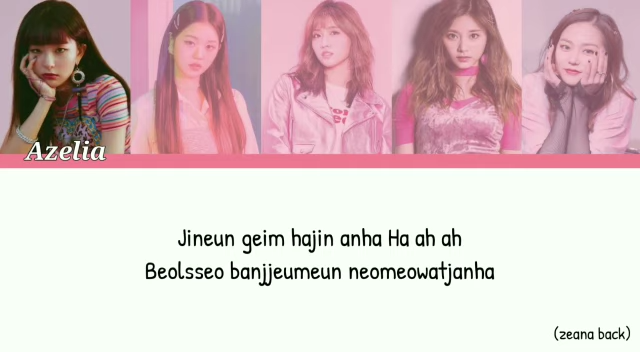 Azelia
Jineun geim hajin anha Ha ah ah
Beolsseo banjjeumeun neomeowatjanha
(zeana back)